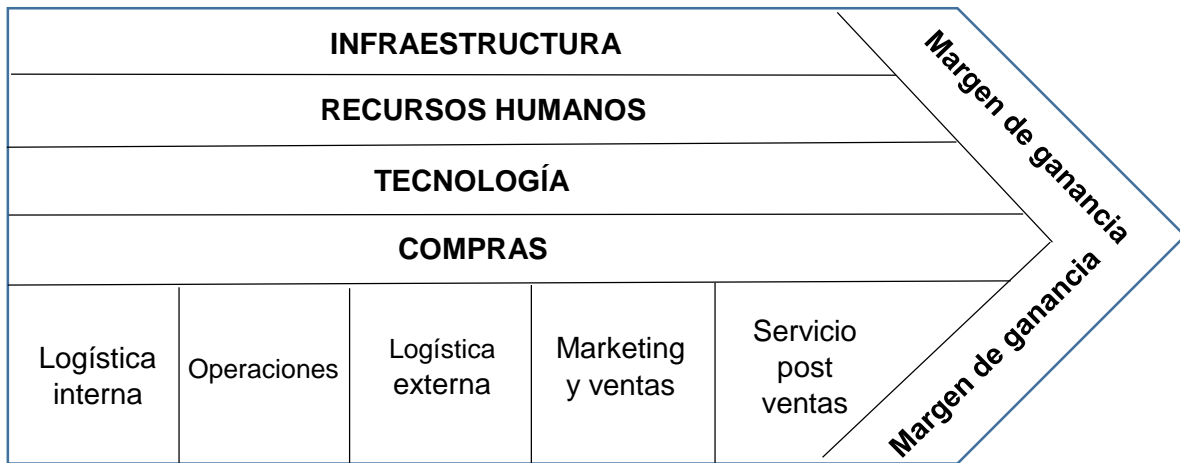 INFRAESTRUCTURA
RECURSOS HUMANOS
TECNOLOGÍA
COMPRAS
Logística
interna
Operaciones
Logística
externa
Marketing
y ventas
Servicio
post
ventas
Margen de ganancia
Margen de ganancia